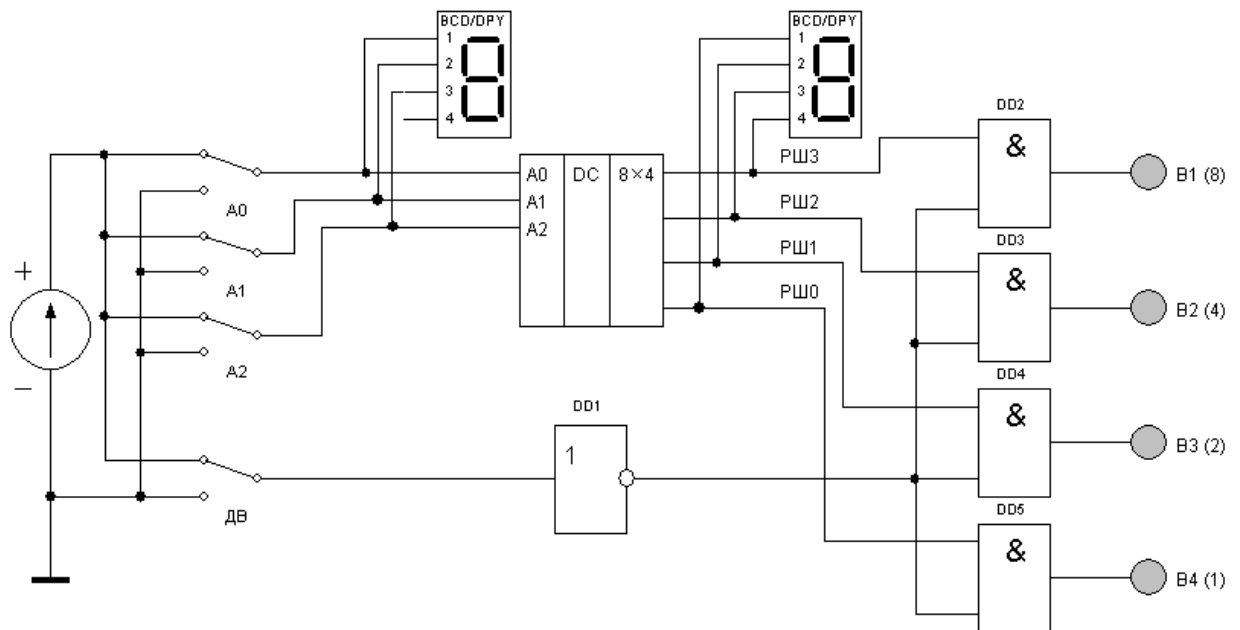 BCD/DPY
1
2
3
4
BCD/DPY
1
2
3
4
DD2
&
B1 (8)
A0
DC
8×4
A1
A2
РШ3
РШ2
РШ1
РШ0
A0
A1
A2
+
−
ДВ
DD3
&
B2 (4)
DD4
&
B3 (2)
DD1
1
DD5
&
B4 (1)